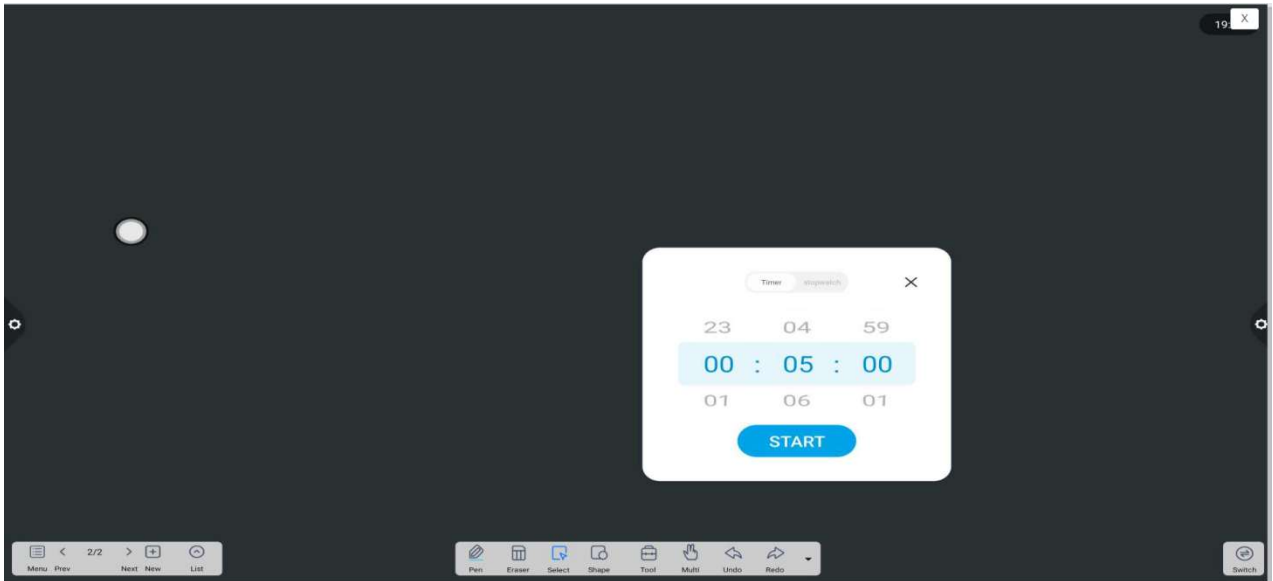 19:
X
Timer stopwatch
23 04 59
00 : 05 : 00
01 06 01
START
2/2
Menu Prev Next New List
Pen Eraser Select Shape Tool Multi Undo Redo
Switch